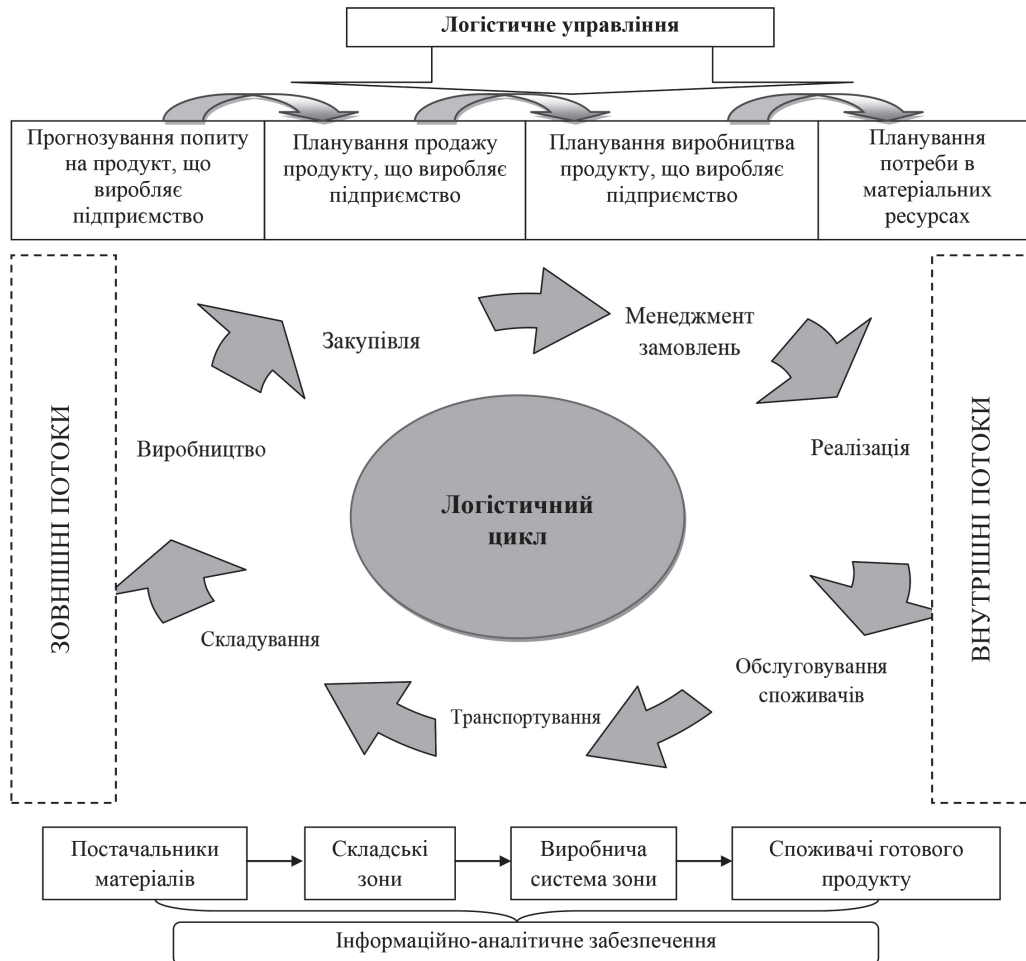 Логістичне управління
Прогнозування попиту
на продукт, що
виробляє
підприємство
Планування продажу
продукту, що виробляє
підприємство
Планування виробництва
продукту, що виробляє
підприємство
Планування
потреби в
матеріальних
ресурсах
ЗОВНІШНІ ПОТОКИ
Закупівля
Менеджмент
замовлень
Виробництво
Реалізація
Логістичний
цикл
Складування
Обслуговування
споживачів
Транспортування
ВНУТРІШНІ ПОТОКИ
Постачальники
матеріалів
Складські
зони
Виробнича
система зони
Споживачі готового
продукту
Інформаційно-аналітичне забезпечення